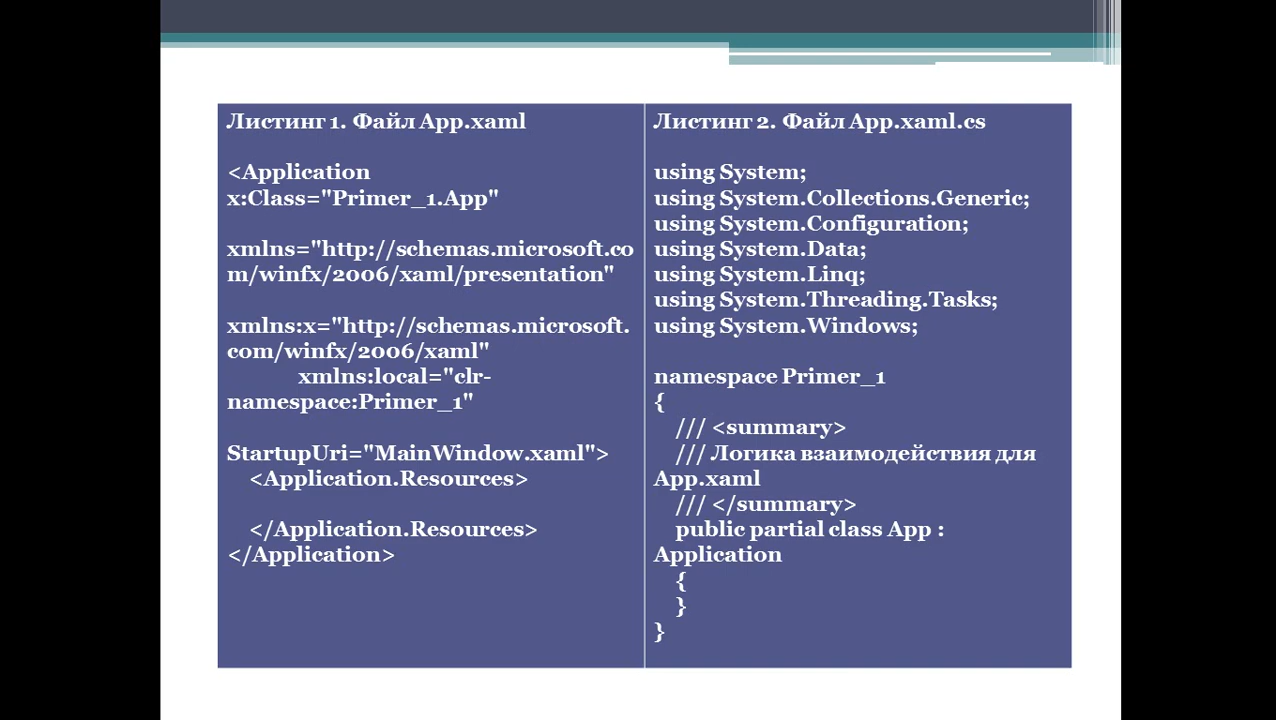 Листинг 1. Файл App.xaml
<Application
x:Class="Primer_1.App"
xmlns="http://schemas.microsoft.co
m/winfx/2006/xaml/presentation"
xmlns:x="http://schemas.microsoft.
com/winfx/2006/xaml"
xmlns:local="clr-
namespace:Primer_1"
StartupUri="MainWindow.xaml">
<Application.Resources>
</Application.Resources>
</Application>
Листинг 2. Файл App.xaml.cs
using System;
using System.Collections.Generic;
using System.Configuration;
using System.Data;
using System.Linq;
using System.Threading.Tasks;
using System.Windows;
namespace Primer_1
{
/// <summary>
/// Логика взаимодействия для
App.xaml
/// </summary>
public partial class App :
Application
{
}
}